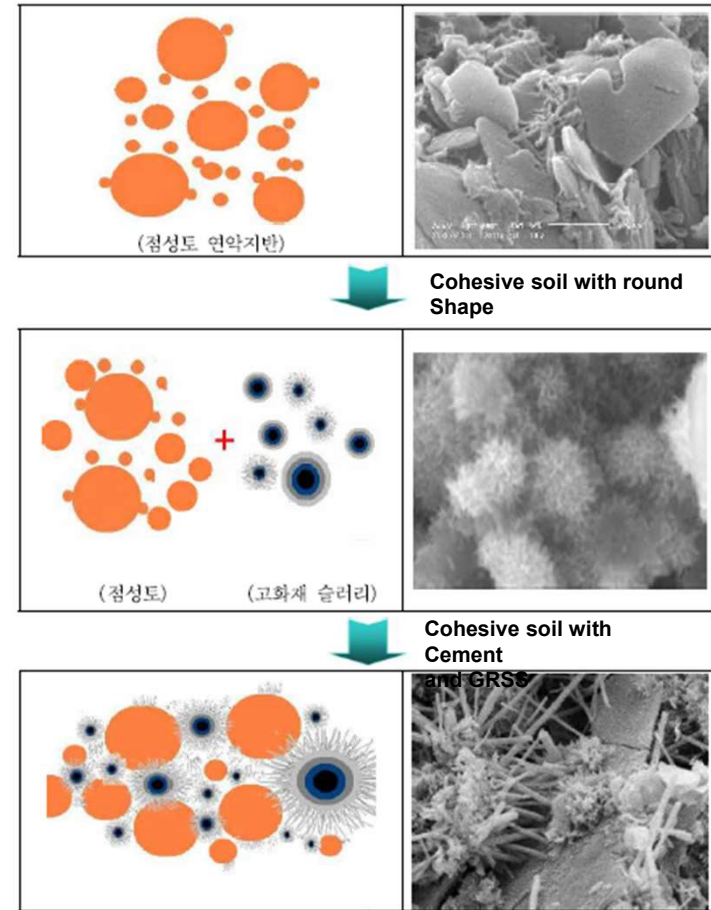 (점성토 연약지반)
Cohesive soil with round
Shape
(점성토)
(고화재 슬러리)
Cohesive soil with
Cement
and GRSS